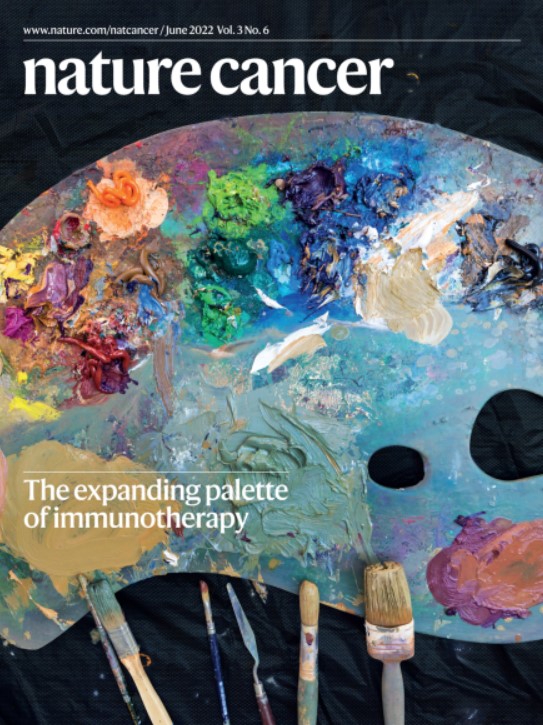 www.nature.com/natcancer / June 2022 Vol. 3 No. 6
nature cancer
The expanding palette
of immunotherapy